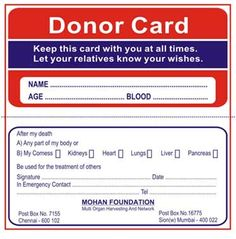 Donor Card
Keep this card with you at all times.
Let your relatives know your wishes.
NAME
AGE BLOOD
After my death
A) Any part of my body or
B) My Corness Kidneys Heart Lungs Liver Pancreas
Be used for the treatment of others
Signature Date
In Emergency Contact
Tel
MOHAN FOUNDATION
Multi Organ Harvesting And Network
Post Box No. 7155
Chennai - 600 102
Post Box No.16775
Sion(w) Mumbai - 400 022